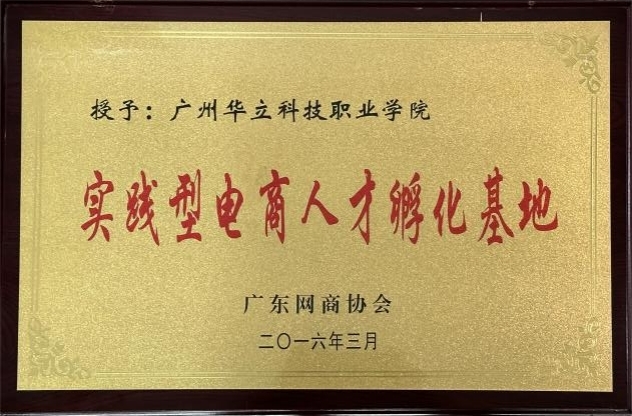 授予：广州华立科技职业学院
实践型电商人才孵化基地
广东网商协会
二〇一六年三月